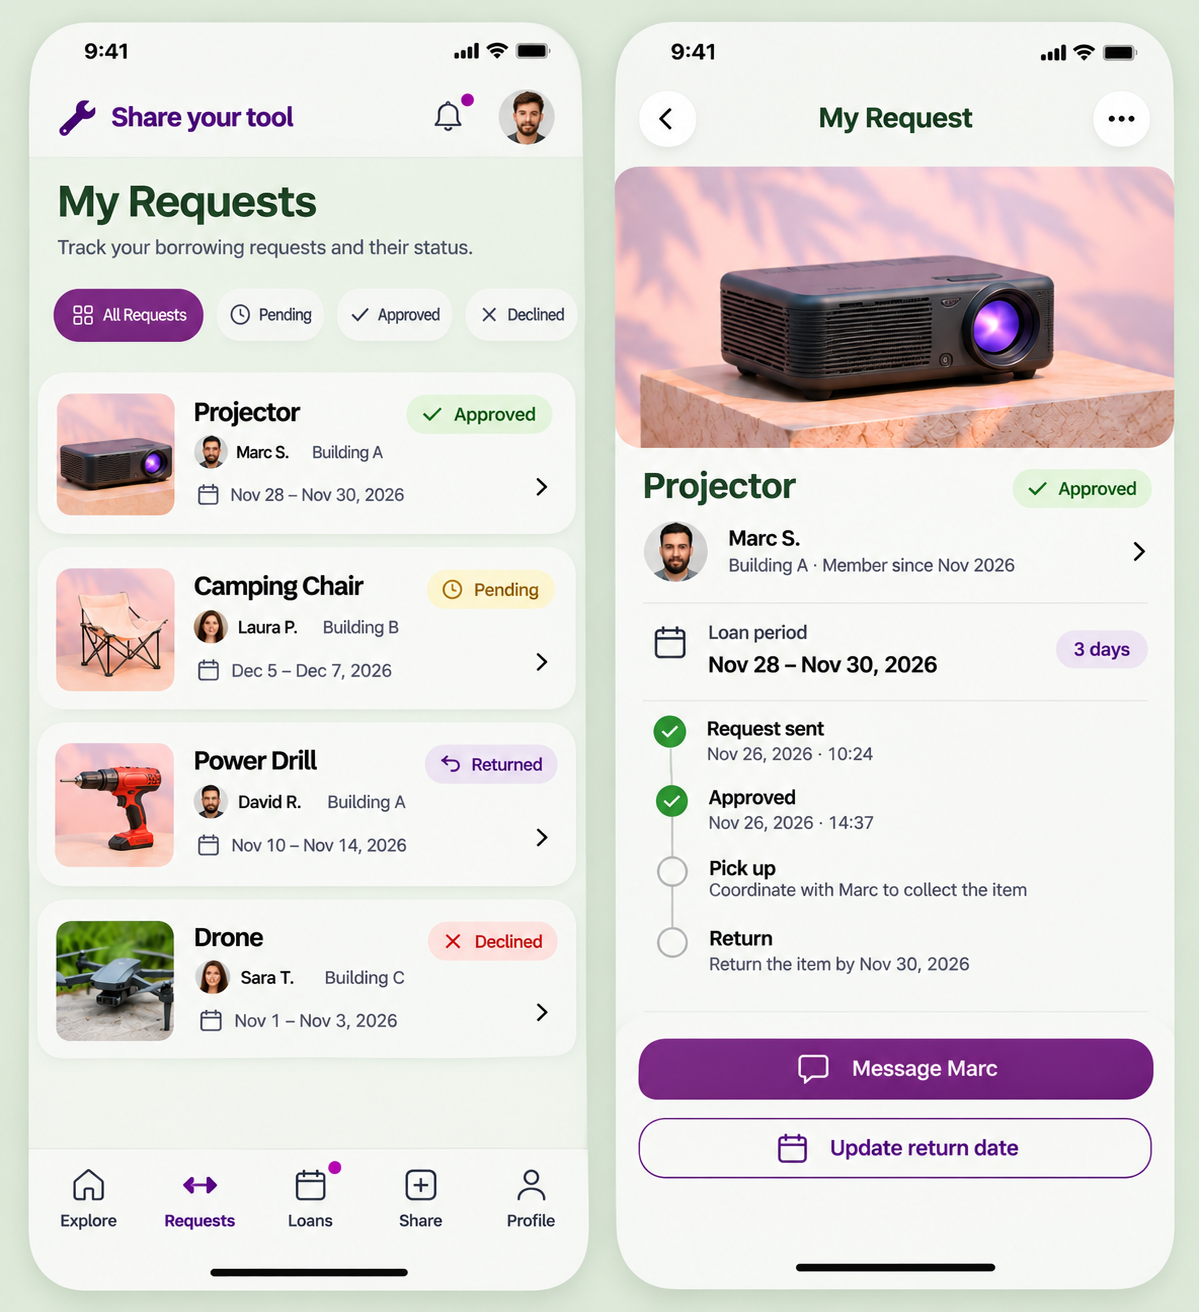 9:41
Share your tool
My Requests
Track your borrowing requests and their status.
All Requests
Pending
Approved
Declined
Projector
Approved
Marc S.
Building A
Nov 28 – Nov 30, 2026
Camping Chair
Pending
Laura P.
Building B
Dec 5 – Dec 7, 2026
Power Drill
Returned
David R.
Building A
Nov 10 – Nov 14, 2026
Drone
Declined
Sara T.
Building C
Nov 1 – Nov 3, 2026
Explore
Requests
Loans
Share
Profile
9:41
My Request
Projector
Approved
Marc S.
Building A · Member since Nov 2026
Loan period
Nov 28 – Nov 30, 2026
3 days
Request sent
Nov 26, 2026 · 10:24
Approved
Nov 26, 2026 · 14:37
Pick up
Coordinate with Marc to collect the item
Return
Return the item by Nov 30, 2026
Message Marc
Update return date